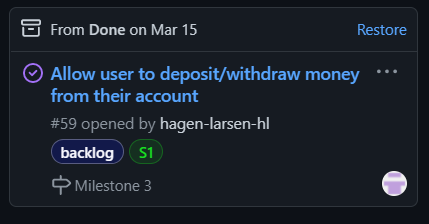 From Done on Mar 15 Restore
Allow user to deposit/withdraw money
from their account
#59 opened by hagen-larsen-hl
backlog S1
Milestone 3